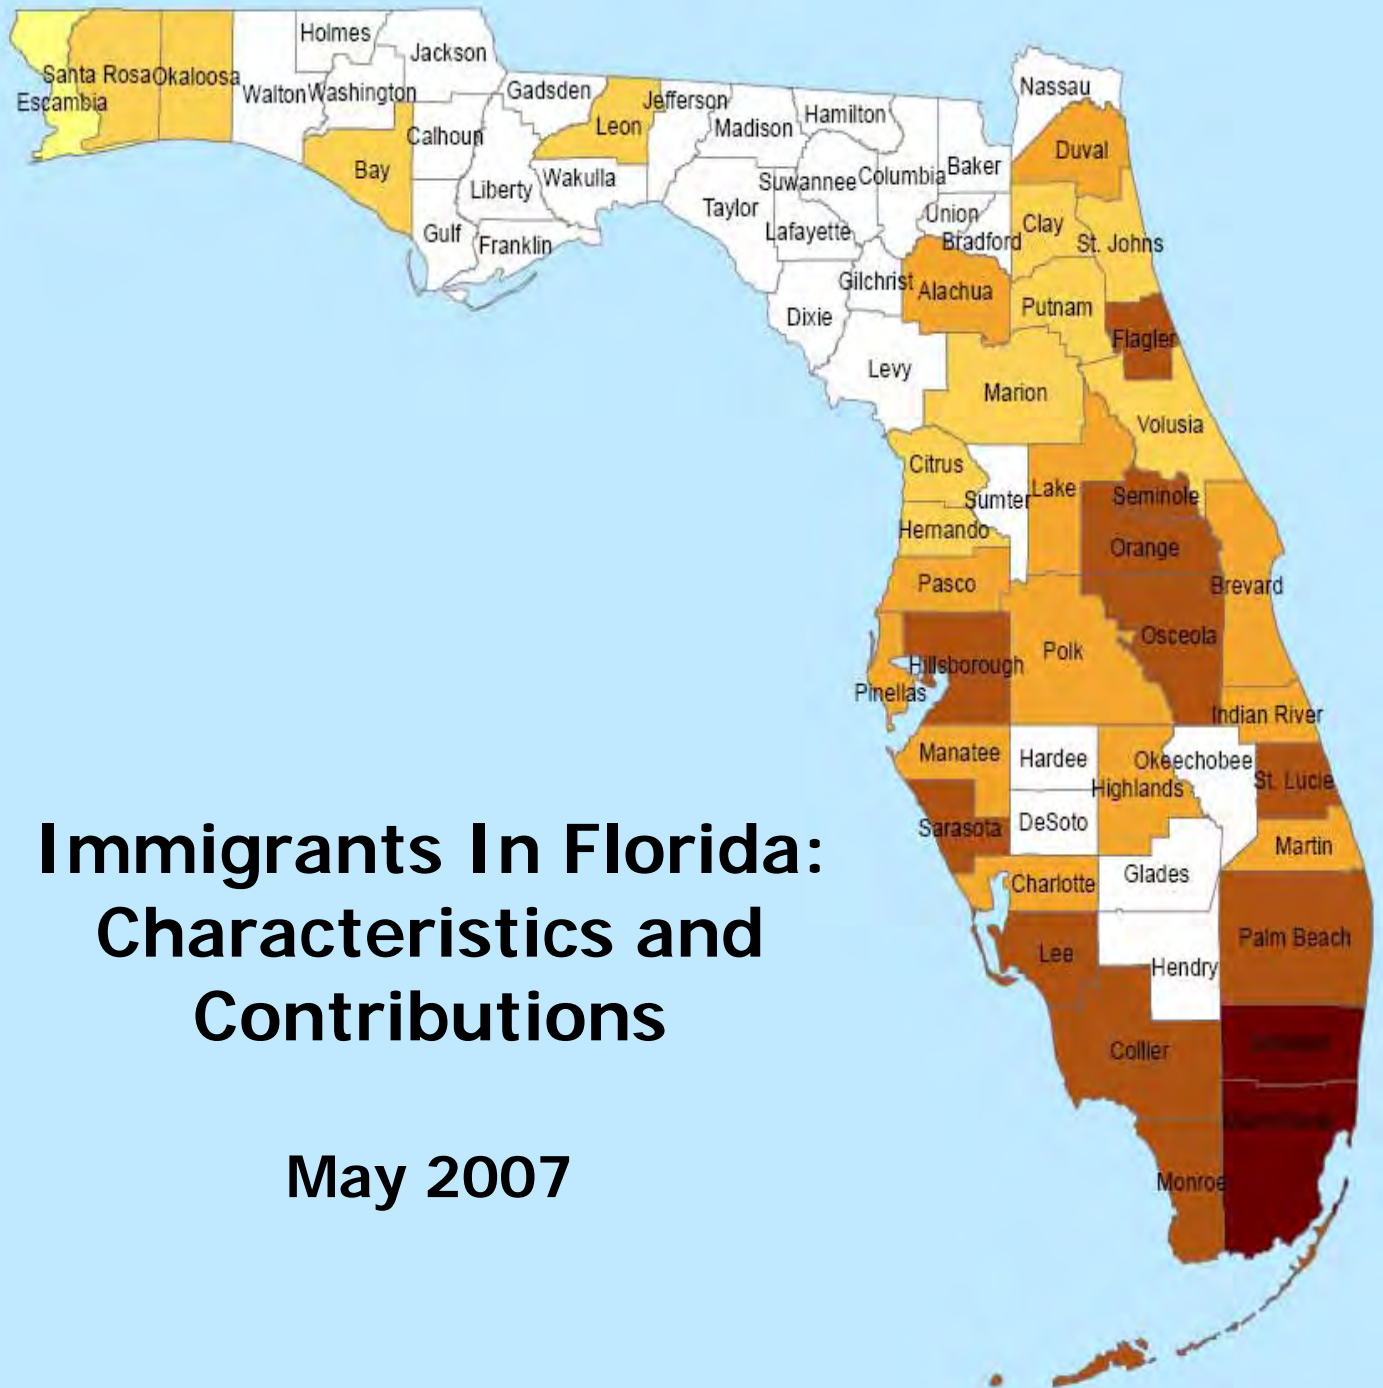 Holmes
Jackson
Santa Rosa
Okaloosa
Escambia
Walton
Washington
Gadsden
Jefferson
Leon
Madison
Hamilton
Nassau
Calhoun
Bay
Liberty
Wakulla
Suwannee
Columbia
Baker
Duval
Taylor
Union
Lafayette
Bradford
Clay
St. Johns
Gulf
Franklin
Gilchrist
Alachua
Putnam
Dixie
Flagler
Levy
Marion
Volusia
Citrus
Sumter
Lake
Seminole
Hernando
Orange
Pasco
Brevard
Osceola
Polk
Hillsborough
Pinellas
Indian River
Manatee
Hardee
Okeechobee
Highlands
St. Lucie
Sarasota
DeSoto
Martin
Charlotte
Glades
Lee
Palm Beach
Hendry
Collier
Monroe
Immigrants In Florida:
Characteristics and
Contributions
May 2007